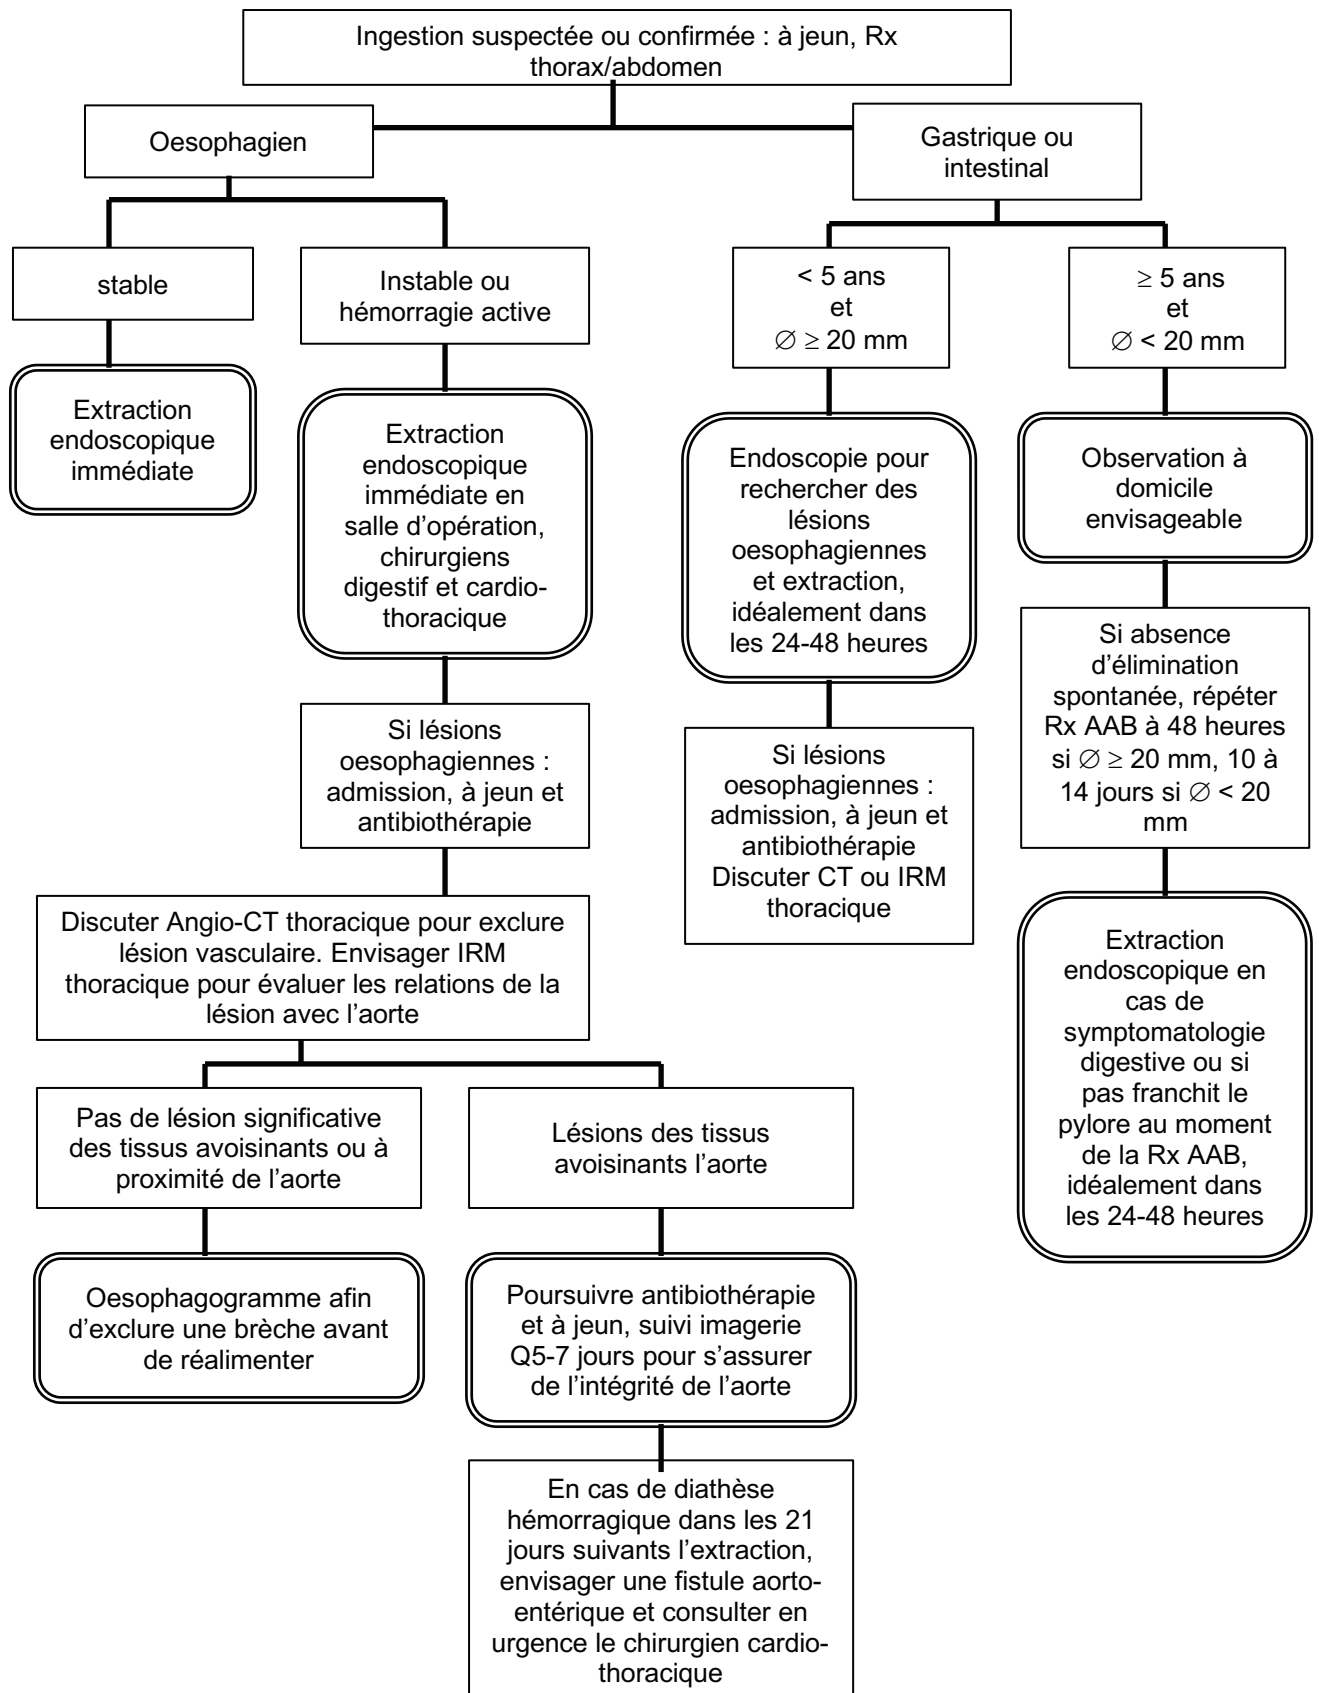 Ingestion suspectée ou confirmée : à jeun, Rx
thorax/abdomen
Oesophagien
Gastrique ou
intestinal
stable
Instable ou
hémorragie active
< 5 ans
et
∅ ≥ 20 mm
≥ 5 ans
et
∅ < 20 mm
Extraction
endoscopique
immédiate
Extraction
endoscopique
immédiate en
salle d’opération,
chirurgiens
digestif et cardio-
thoracique
Endoscopie pour
rechercher des
lésions
oesophagiennes
et extraction,
idéalement dans
les 24-48 heures
Observation à
domicile
envisageable
Si lésions
oesophagiennes :
admission, à jeun et
antibiothérapie
Si lésions
oesophagiennes :
admission, à jeun et
antibiothérapie
Discuter CT ou IRM
thoracique
Si absence
d’élimination
spontanée, répéter
Rx AAB à 48 heures
si ∅ ≥ 20 mm, 10 à
14 jours si ∅ < 20
mm
Discuter Angio-CT thoracique pour exclure
lésion vasculaire. Envisager IRM
thoracique pour évaluer les relations de la
lésion avec l’aorte
Extraction
endoscopique en
cas de
symptomatologie
digestive ou si
pas franchit le
pylore au moment
de la Rx AAB,
idéalement dans
les 24-48 heures
Pas de lésion significative
des tissus avoisinants ou à
proximité de l’aorte
Lésions des tissus
avoisinants l’aorte
Oesophagogramme afin
d’exclure une brèche avant
de réalimenter
Poursuivre antibiothérapie
et à jeun, suivi imagerie
Q5-7 jours pour s’assurer
de l’intégrité de l’aorte
En cas de diathèse
hémorragique dans les 21
jours suivants l’extraction,
envisager une fistule aorto-
entérique et consulter en
urgence le chirurgien cardio-
thoracique